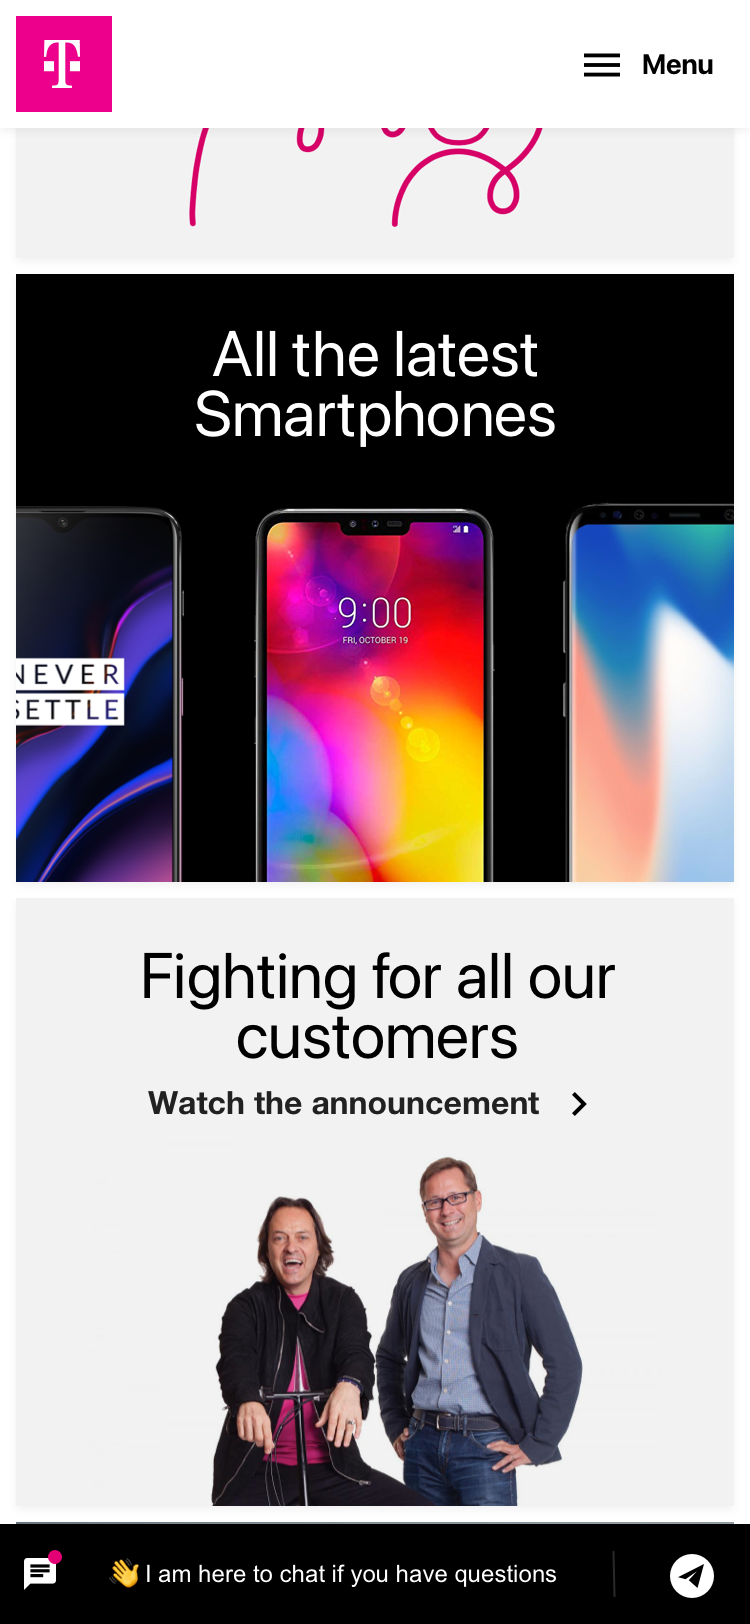 T
Menu
All the latest
Smartphones
9:00
FRI, OCTOBER 19
NEVER
SETTLE
Fighting for all our
customers
Watch the announcement
I am here to chat if you have questions